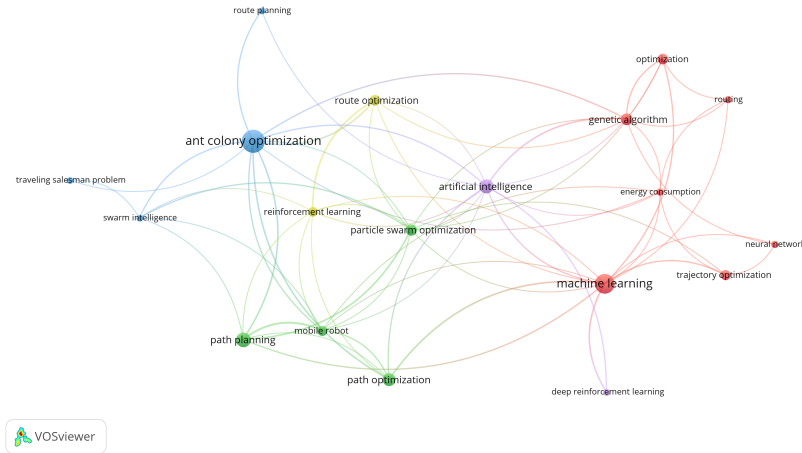 route planning
optimization
route optimization
routing
genetic algorithm
ant colony optimization
traveling salesman problem
artificial intelligence
energy consumption
swarm intelligence
reinforcement learning
particle swarm optimization
neural network
trajectory optimization
machine learning
mobile robot
path planning
path optimization
deep reinforcement learning
VOSviewer